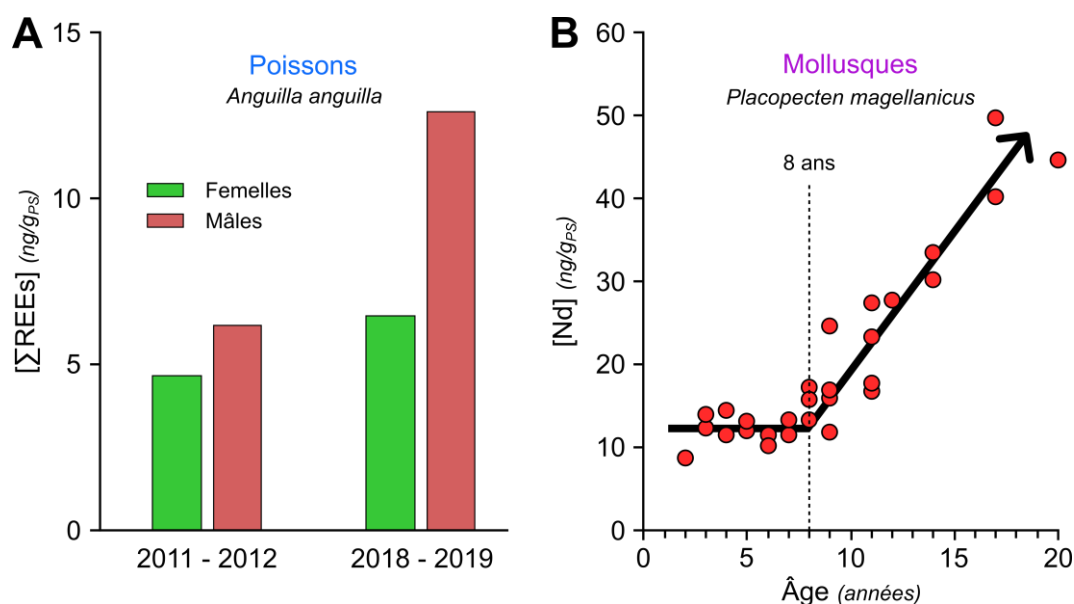 A
Poissons
Anguilla anguilla
Femelles
Mâles
[∑REEs] (ng/gPS)
15
10
5
0
2011 - 2012
2018 - 2019
B
Mollusques
Placopecten magellanicus
8 ans
[Nd] (ng/gPS)
60
50
40
30
20
10
0
0 5 10 15 20
Âge (années)